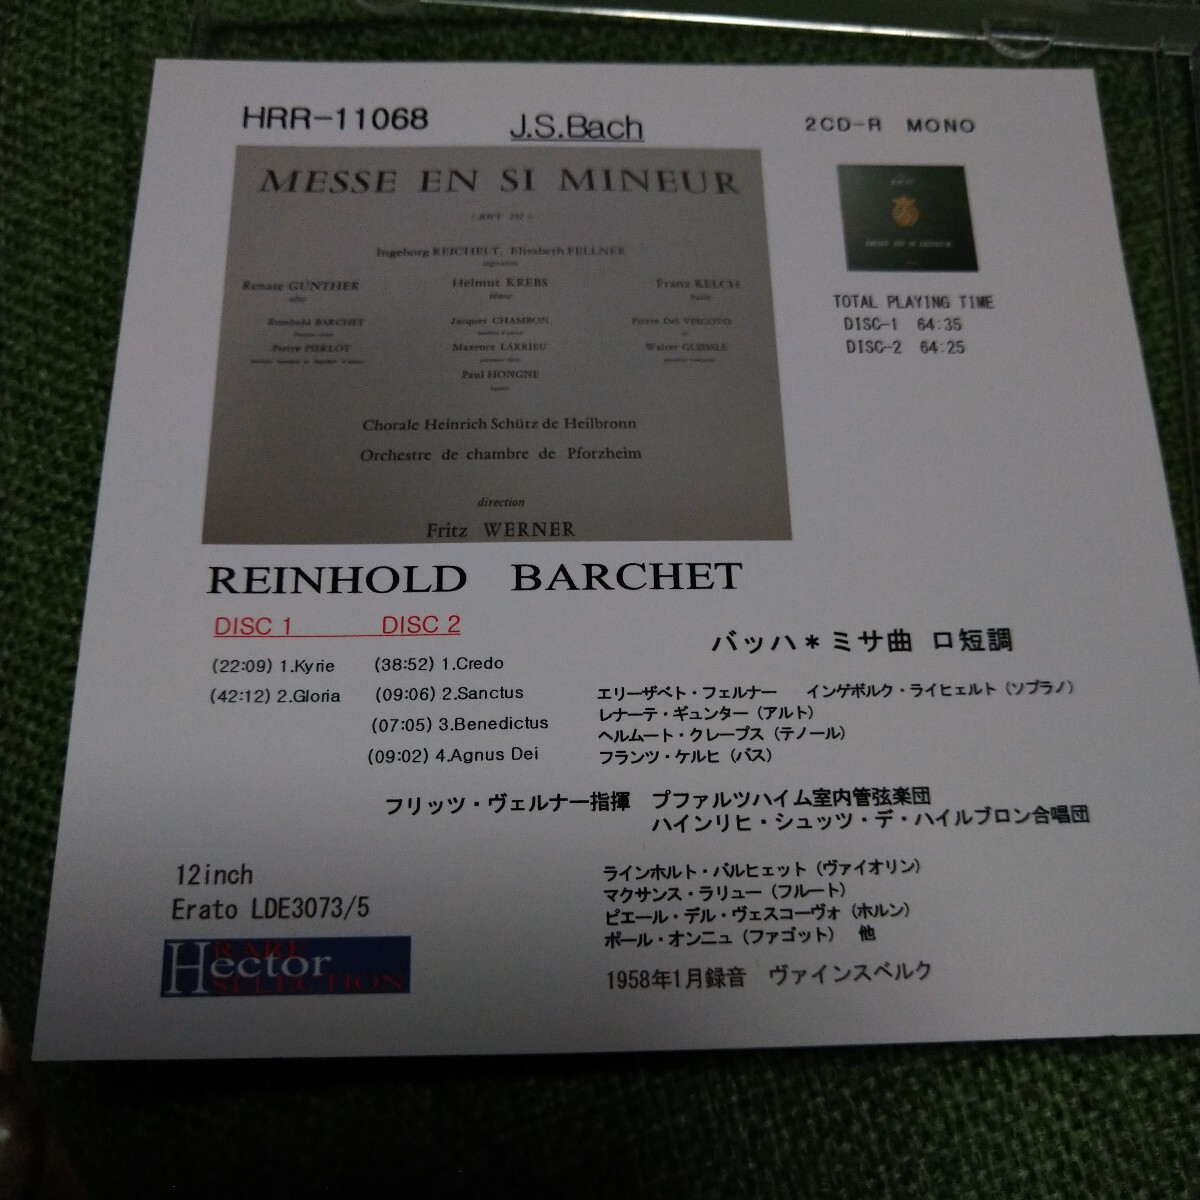 HRR-11068
J.S.Bach
2CD-R MONO
MESSE EN SI MINEUR
Ingeborg REICHELT, Elisabeth FELLNER
Renate GÜNTHER
Helmut KREBS
Franz KELCH
Reinhold BARCHET
Jacques CHAMBON
Pierre Del VESCOVO
Pierre PIERLOT
Maxence LARRIEU
Walter GLEISSLE
Paul HONGNE
Chorale Heinrich Schütz de Heilbronn
Orchestre de chambre de Pforzheim
direction
Fritz WERNER
TOTAL PLAYING TIME
DISC-1 64:35
DISC-2 64:25
REINHOLD BARCHET
DISC 1 DISC 2
(22:09) 1.Kyrie (38:52) 1.Credo
(42:12) 2.Gloria (09:06) 2.Sanctus
(07:05) 3.Benedictus
(09:02) 4.Agnus Dei
バッハ*ミサ曲 ロ短調
エリーザベト・フェルナー インゲボルク・ライヒェルト(ソプラノ)
レナーテ・ギュンター(アルト)
ヘルムート・クレープス(テノール)
フランツ・ケルヒ(バス)
フリッツ・ヴェルナー指揮 プファルツハイム室内管弦楽団
ハインリヒ・シュッツ・デ・ハイルブロン合唱団
ラインホルト・バルヒェット(ヴァイオリン)
マクサンス・ラリュー(フルート)
ピエール・デル・ヴェスコーヴォ(ホルン)
ポール・オンニュ(ファゴット) 他
1958年1月録音 ヴァインスベルク
12inch
Erato LDE3073/5
RARE
Hector
SELECTION